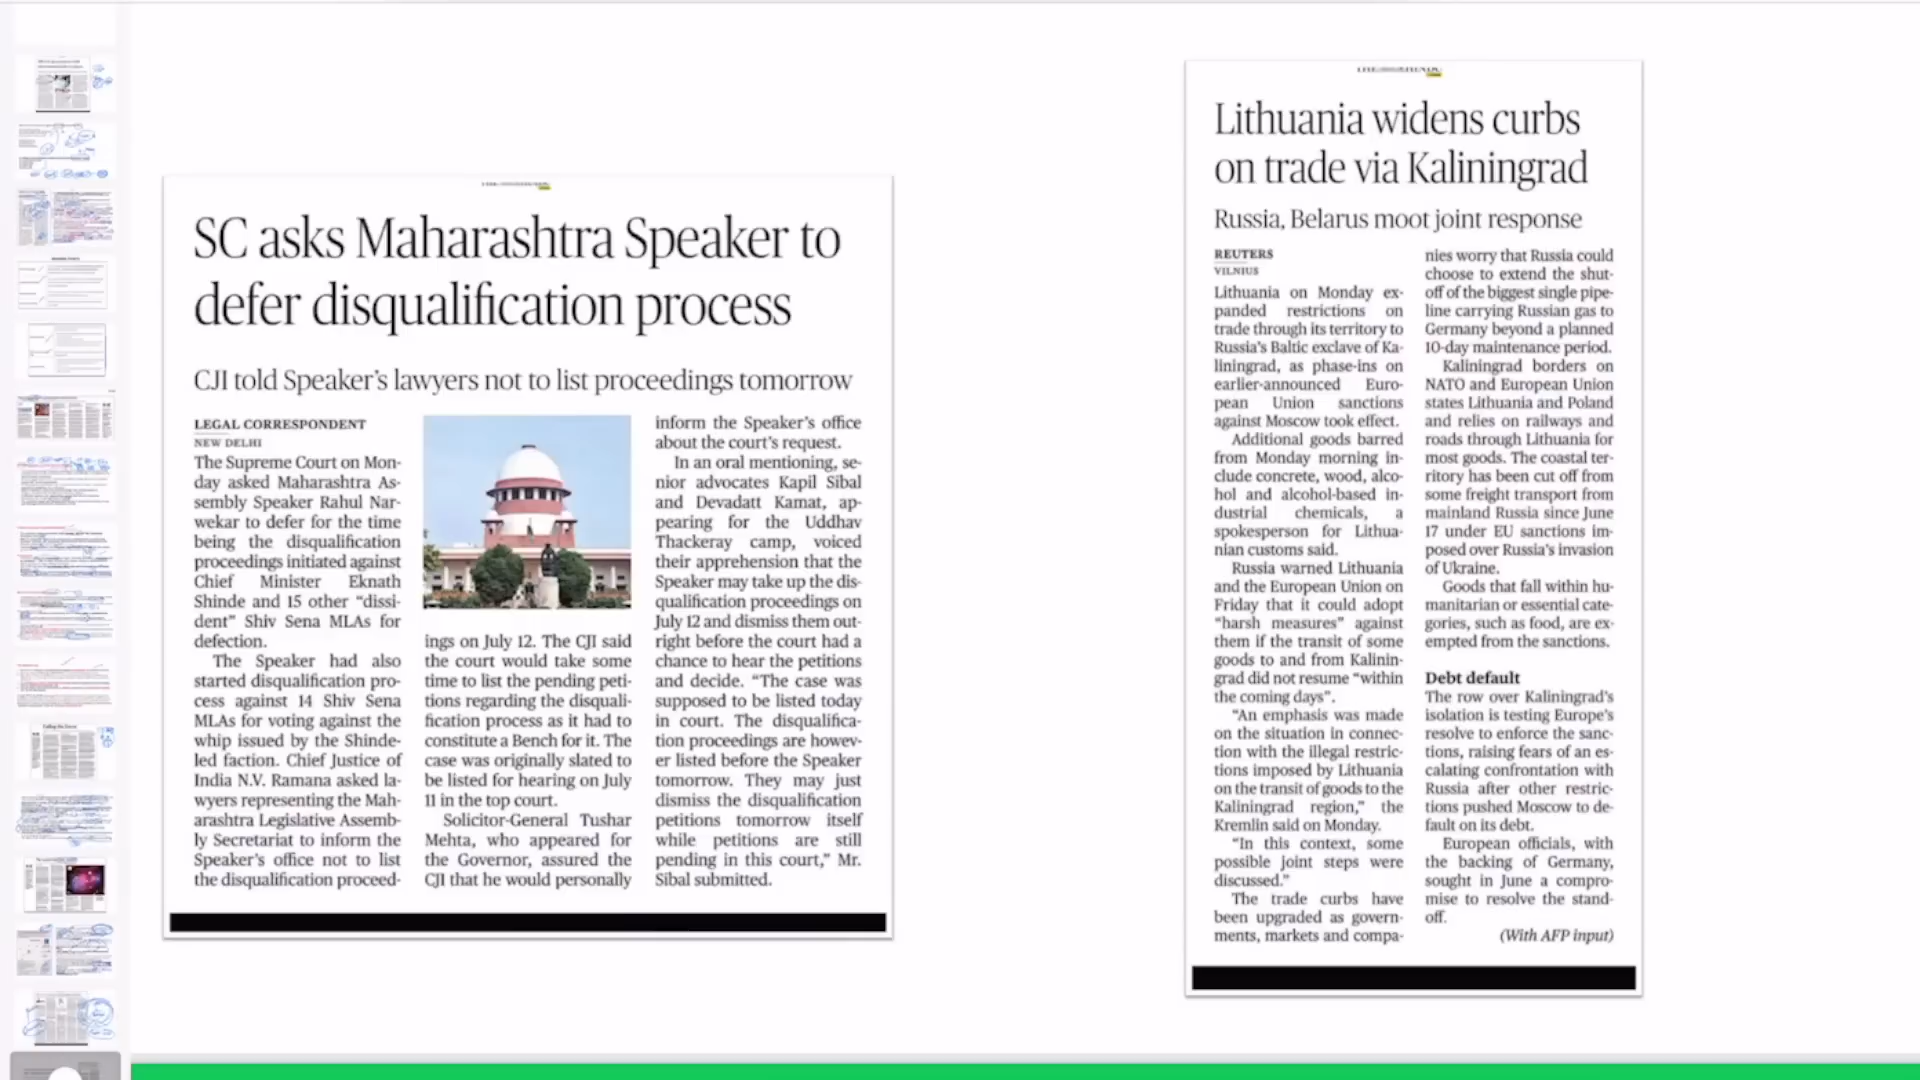 SC asks Maharashtra Speaker to
defer disqualification process
CJI told Speaker's lawyers not to list proceedings tomorrow
LEGAL CORRESPONDENT
NEW DELHI
The Supreme Court on Mon-
day asked Maharashtra As-
sembly Speaker Rahul Nar-
wekar to defer for the time
being the disqualification
proceedings initiated against
Chief Minister Eknath
Shinde and 15 other “dissi-
dent” Shiv Sena MLAs for
defection.
The Speaker had also
started disqualification pro-
cess against 14 Shiv Sena
MLAs for voting against the
whip issued by the Shinde-
led faction. Chief Justice of
India N.V. Ramana asked la-
wyers representing the Mah-
arashtra Legislative Assemb-
ly Secretariat to inform the
Speaker's office not to list
the disqualification proceed-
ings on July 12. The CJI said
the court would take some
time to list the pending peti-
tions regarding the disquali-
fication process as it had to
constitute a Bench for it. The
case was originally slated to
be listed for hearing on July
11 in the top court.
Solicitor-General Tushar
Mehta, who appeared for
the Governor, assured the
CJI that he would personally
inform the Speaker's office
about the court's request.
In an oral mentioning, se-
nior advocates Kapil Sibal
and Devadatt Kamat, ap-
pearing for the Uddhav
Thackeray camp, voiced
their apprehension that the
Speaker may take up the dis-
qualification proceedings on
July 12 and dismiss them out-
right before the court had a
chance to hear the petitions
and decide. “The case was
supposed to be listed today
in court. The disqualifica-
tion proceedings are howev-
er listed before the Speaker
tomorrow. They may just
dismiss the disqualification
petitions tomorrow itself
while petitions are still
pending in this court,” Mr.
Sibal submitted.
Lithuania widens curbs
on trade via Kaliningrad
Russia, Belarus moot joint response
REUTERS
VILNIUS
Lithuania on Monday ex-
panded restrictions on
trade through its territory to
Russia's Baltic exclave of Ka-
liningrad, as phase-ins on
earlier-announced Euro-
pean Union sanctions
against Moscow took effect.
Additional goods barred
from Monday morning in-
clude concrete, wood, alco-
hol and alcohol-based in-
dustrial chemicals, a
spokesperson for Lithua-
nian customs said.
Russia warned Lithuania
and the European Union on
Friday that it could adopt
“harsh measures” against
them if the transit of some
goods to and from Kalinin-
grad did not resume “within
the coming days”.
“An emphasis was made
on the situation in connec-
tion with the illegal restric-
tions imposed by Lithuania
on the transit of goods to the
Kaliningrad region,” the
Kremlin said on Monday.
“In this context, some
possible joint steps were
discussed.”
The trade curbs have
been upgraded as govern-
ments, markets and compa-
nies worry that Russia could
choose to extend the shut-
off of the biggest single pipe-
line carrying Russian gas to
Germany beyond a planned
10-day maintenance period.
Kaliningrad borders on
NATO and European Union
states Lithuania and Poland
and relies on railways and
roads through Lithuania for
most goods. The coastal ter-
ritory has been cut off from
some freight transport from
mainland Russia since June
17 under EU sanctions im-
posed over Russia's invasion
of Ukraine.
Goods that fall within hu-
manitarian or essential cate-
gories, such as food, are ex-
empted from the sanctions.
Debt default
The row over Kaliningrad's
isolation is testing Europe's
resolve to enforce the sanc-
tions, raising fears of an es-
calating confrontation with
Russia after other restric-
tions pushed Moscow to de-
fault on its debt.
European officials, with
the backing of Germany,
sought in June a compro-
mise to resolve the stand-
off.
(With AFP input)